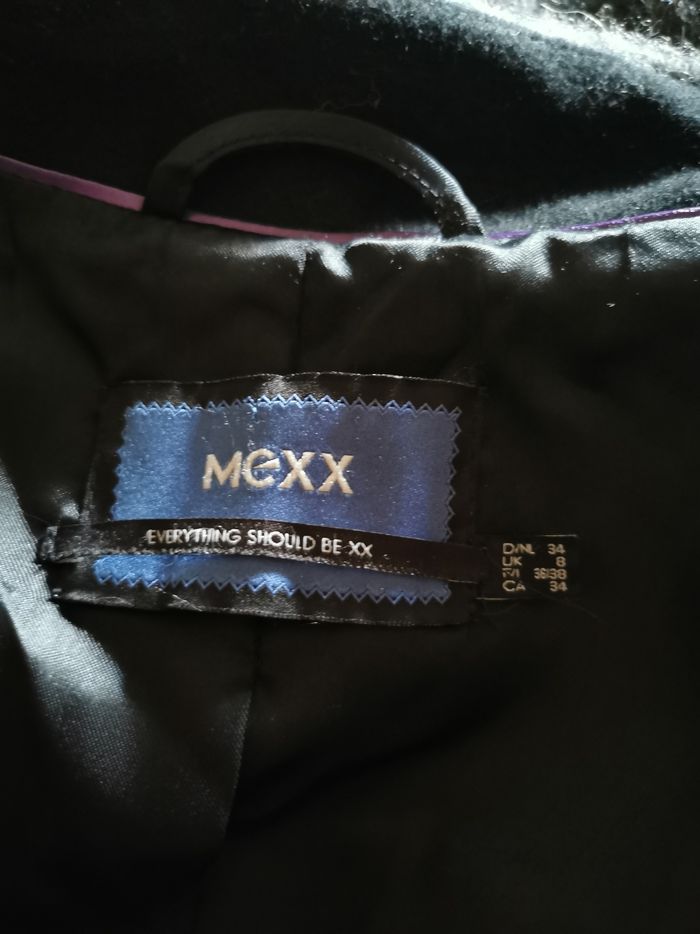 MEXX
EVERYTHING SHOULD BE XX
D/NL 34
UK 8
36/38
CA 34